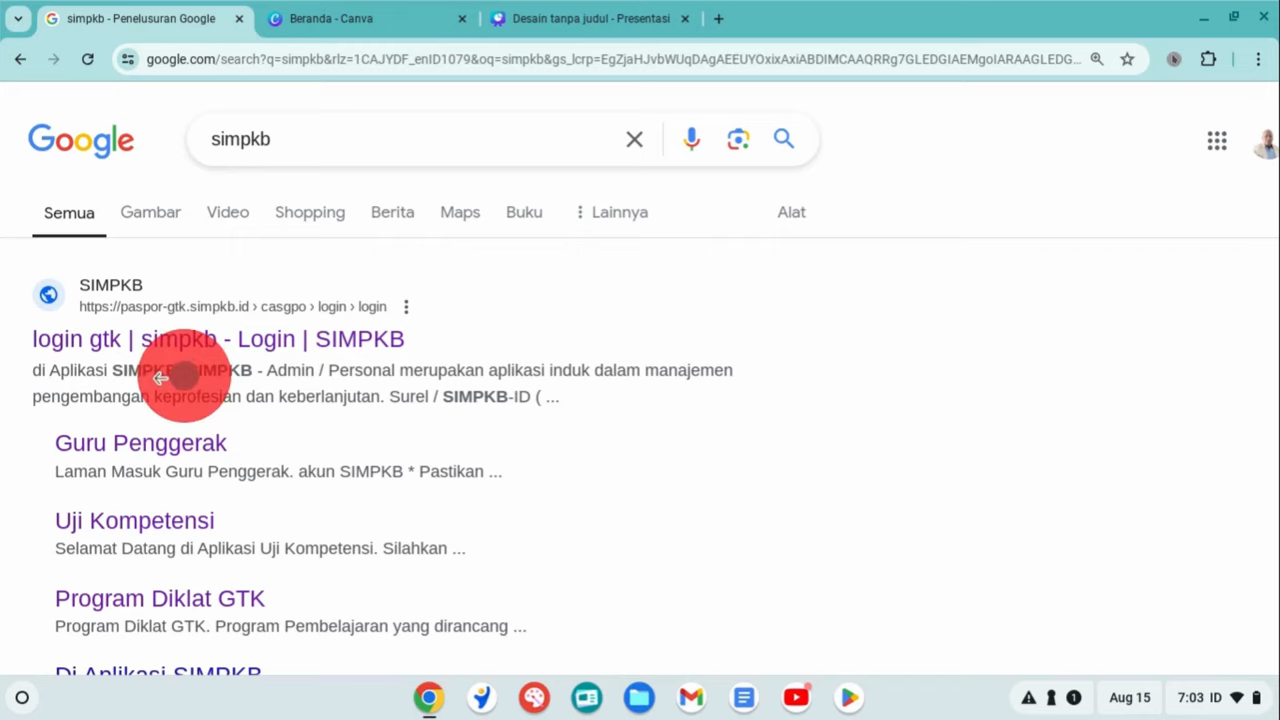 simpkb - Penelusuran Google
Beranda - Canva
Desain tanpa judul - Presentasi
google.com/search?q=simpkb&rlz=1CAJYDF_enID1079&oq=simpkb&gs_lcrp=EgZjaHJvbWUqDAgAEEUYOxixAxiABDIMCAAQRRg7GLEDGIAEMgoIARAAGLEDG...
Google
simpkb
Semua
Gambar
Video
Shopping
Berita
Maps
Buku
Lainnya
Alat
SIMPKB
https://paspor-gtk.simpkb.id › casgpo › login › login
login gtk | simpkb - Login | SIMPKB
di Aplikasi SIMPKB. SIMPKB - Admin / Personal merupakan aplikasi induk dalam manajemen
pengembangan keprofesian dan keberlanjutan. Surel / SIMPKB-ID ( ...
Guru Penggerak
Laman Masuk Guru Penggerak. akun SIMPKB * Pastikan ...
Uji Kompetensi
Selamat Datang di Aplikasi Uji Kompetensi. Silahkan ...
Program Diklat GTK
Program Diklat GTK. Program Pembelajaran yang dirancang ...
Di Aplikasi SIMPKB
1
Aug 15
7:03 ID